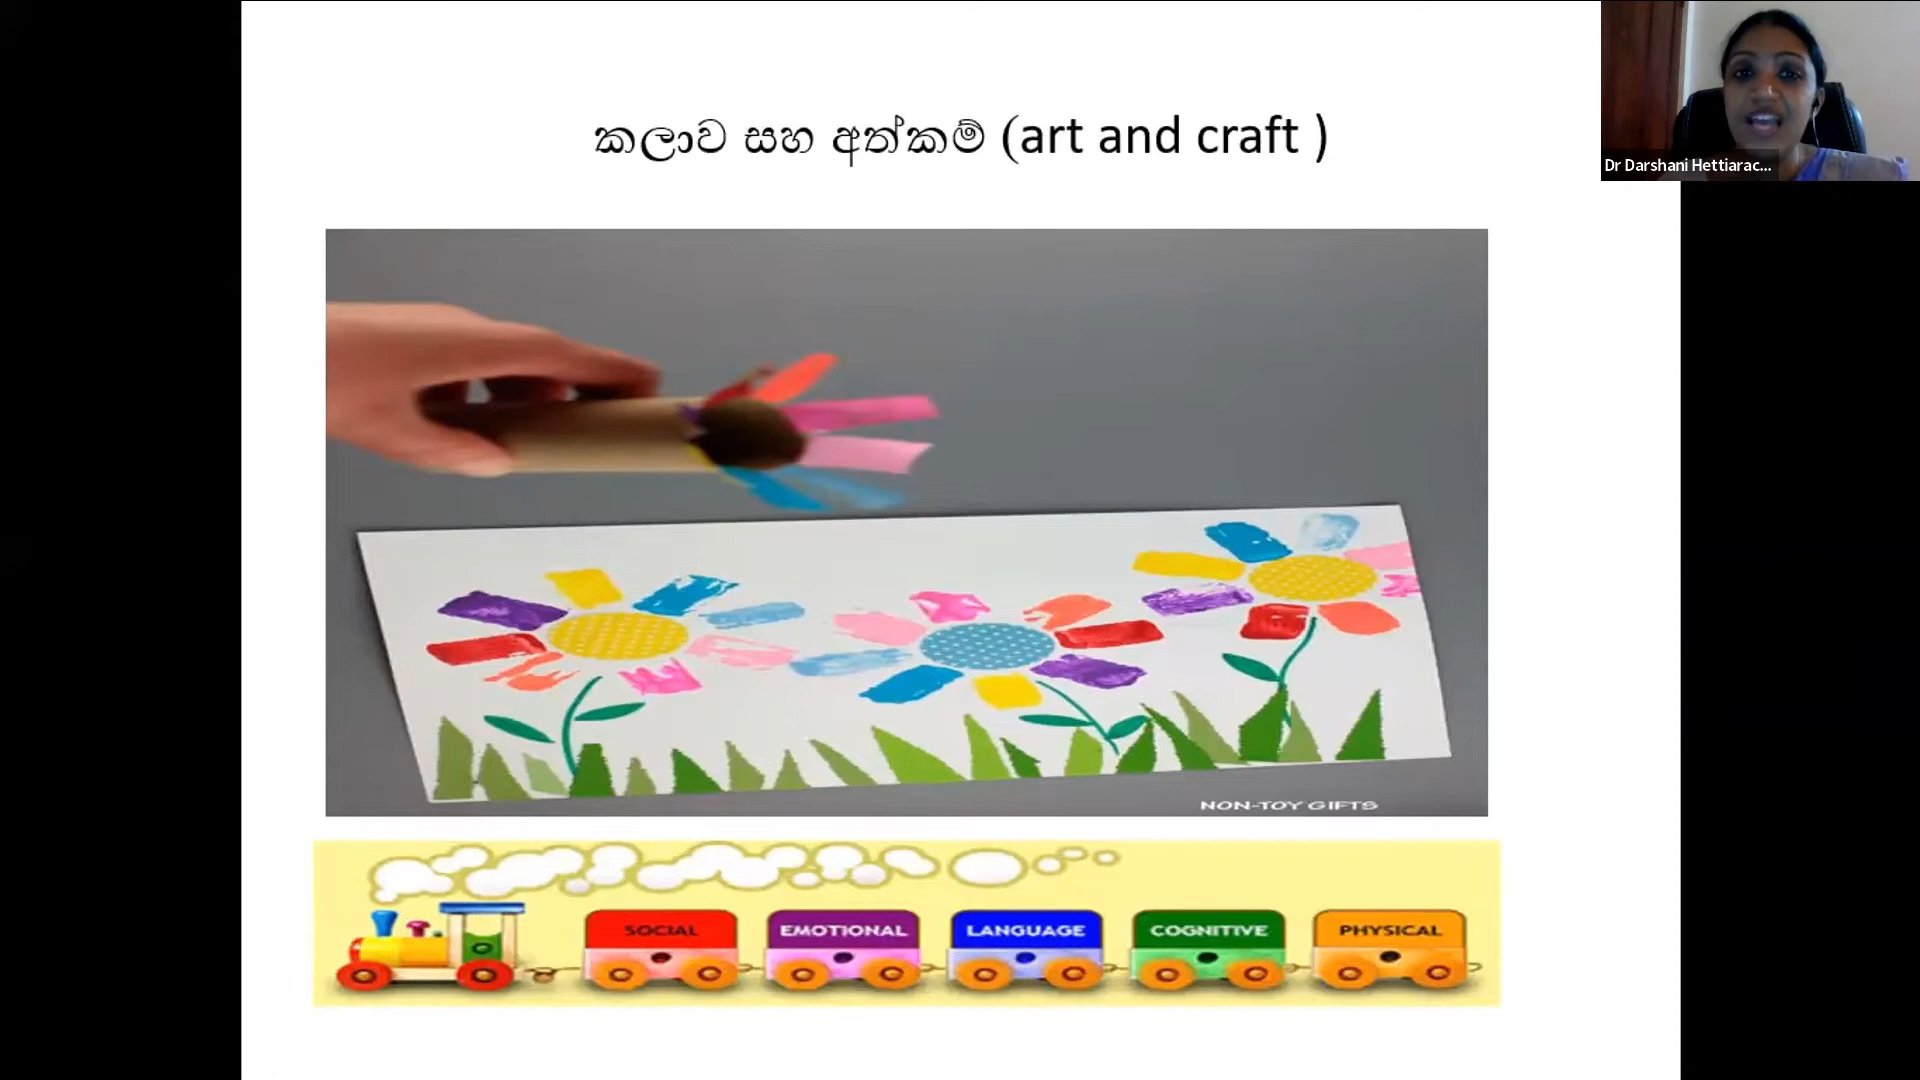 කලාව සහ අත්කම් (art and craft )
Dr Darshani Hettiarac...
NON-TOY GIFTS
SOCIAL
EMOTIONAL
LANGUAGE
COGNITIVE
PHYSICAL